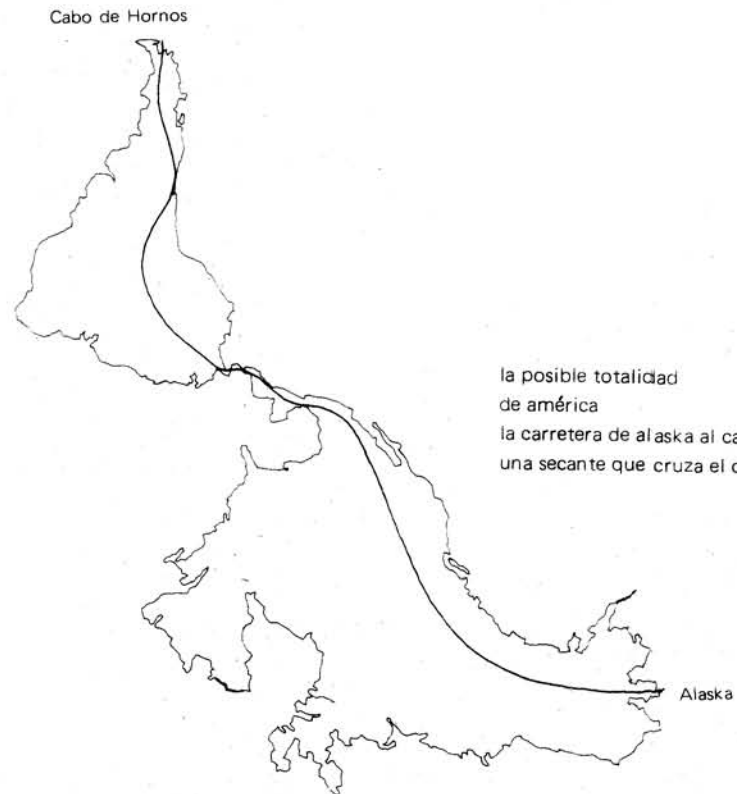 Cabo de Hornos
la posible totalidad
de américa
la carretera de alaska al
una secante que cruza el
Alaska